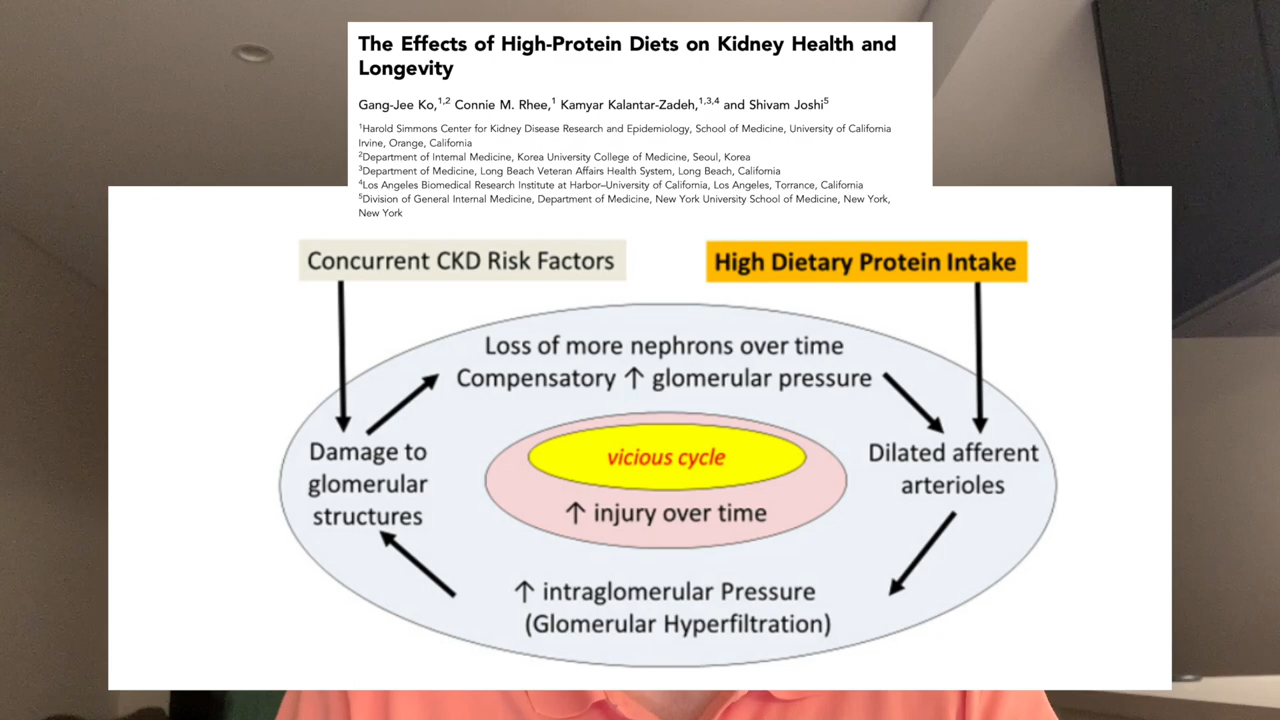 The Effects of High-Protein Diets on Kidney Health and
Longevity
Gang-Jee Ko,1,2 Connie M. Rhee,1 Kamyar Kalantar-Zadeh,1,3,4 and Shivam Joshi5
1Harold Simmons Center for Kidney Disease Research and Epidemiology, School of Medicine, University of California
Irvine, Orange, California
2Department of Internal Medicine, Korea University College of Medicine, Seoul, Korea
3Department of Medicine, Long Beach Veteran Affairs Health System, Long Beach, California
4Los Angeles Biomedical Research Institute at Harbor–University of California, Los Angeles, Torrance, California
5Division of General Internal Medicine, Department of Medicine, New York University School of Medicine, New York,
New York
Concurrent CKD Risk Factors
High Dietary Protein Intake
Loss of more nephrons over time
Compensatory ↑ glomerular pressure
Damage to
glomerular
structures
vicious cycle
↑ injury over time
Dilated afferent
arterioles
↑ intraglomerular Pressure
(Glomerular Hyperfiltration)